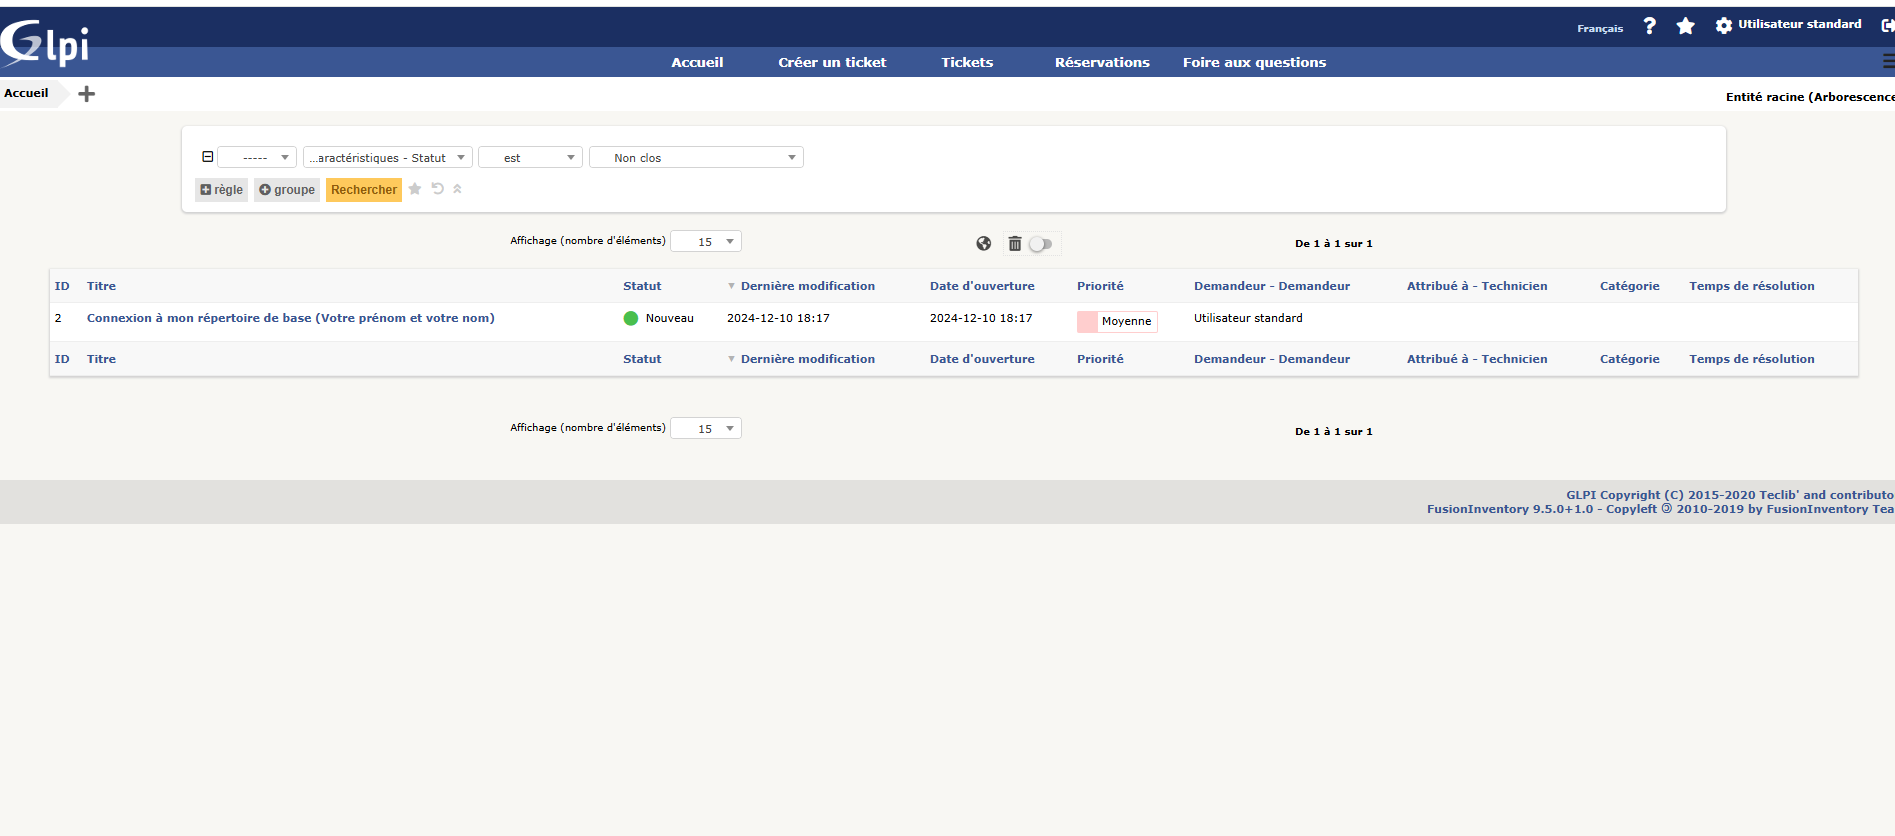 Glpi
Français ? Utilisateur standard
Accueil Créer un ticket Tickets Réservations Foire aux questions
Accueil
Entité racine (Arborescence
----- ...aractéristiques - Statut est Non clos
règle groupe Rechercher
Affichage (nombre d'éléments) 15 De 1 à 1 sur 1
ID Titre Statut Dernière modification Date d'ouverture Priorité Demandeur - Demandeur Attribué à - Technicien Catégorie Temps de résolution
2 Connexion à mon répertoire de base (Votre prénom et votre nom) Nouveau 2024-12-10 18:17 2024-12-10 18:17 Moyenne Utilisateur standard
ID Titre Statut Dernière modification Date d'ouverture Priorité Demandeur - Demandeur Attribué à - Technicien Catégorie Temps de résolution
Affichage (nombre d'éléments) 15 De 1 à 1 sur 1
GLPI Copyright (C) 2015-2020 Teclib' and contributo
FusionInventory 9.5.0+1.0 - Copyleft 🄯 2010-2019 by FusionInventory Tea